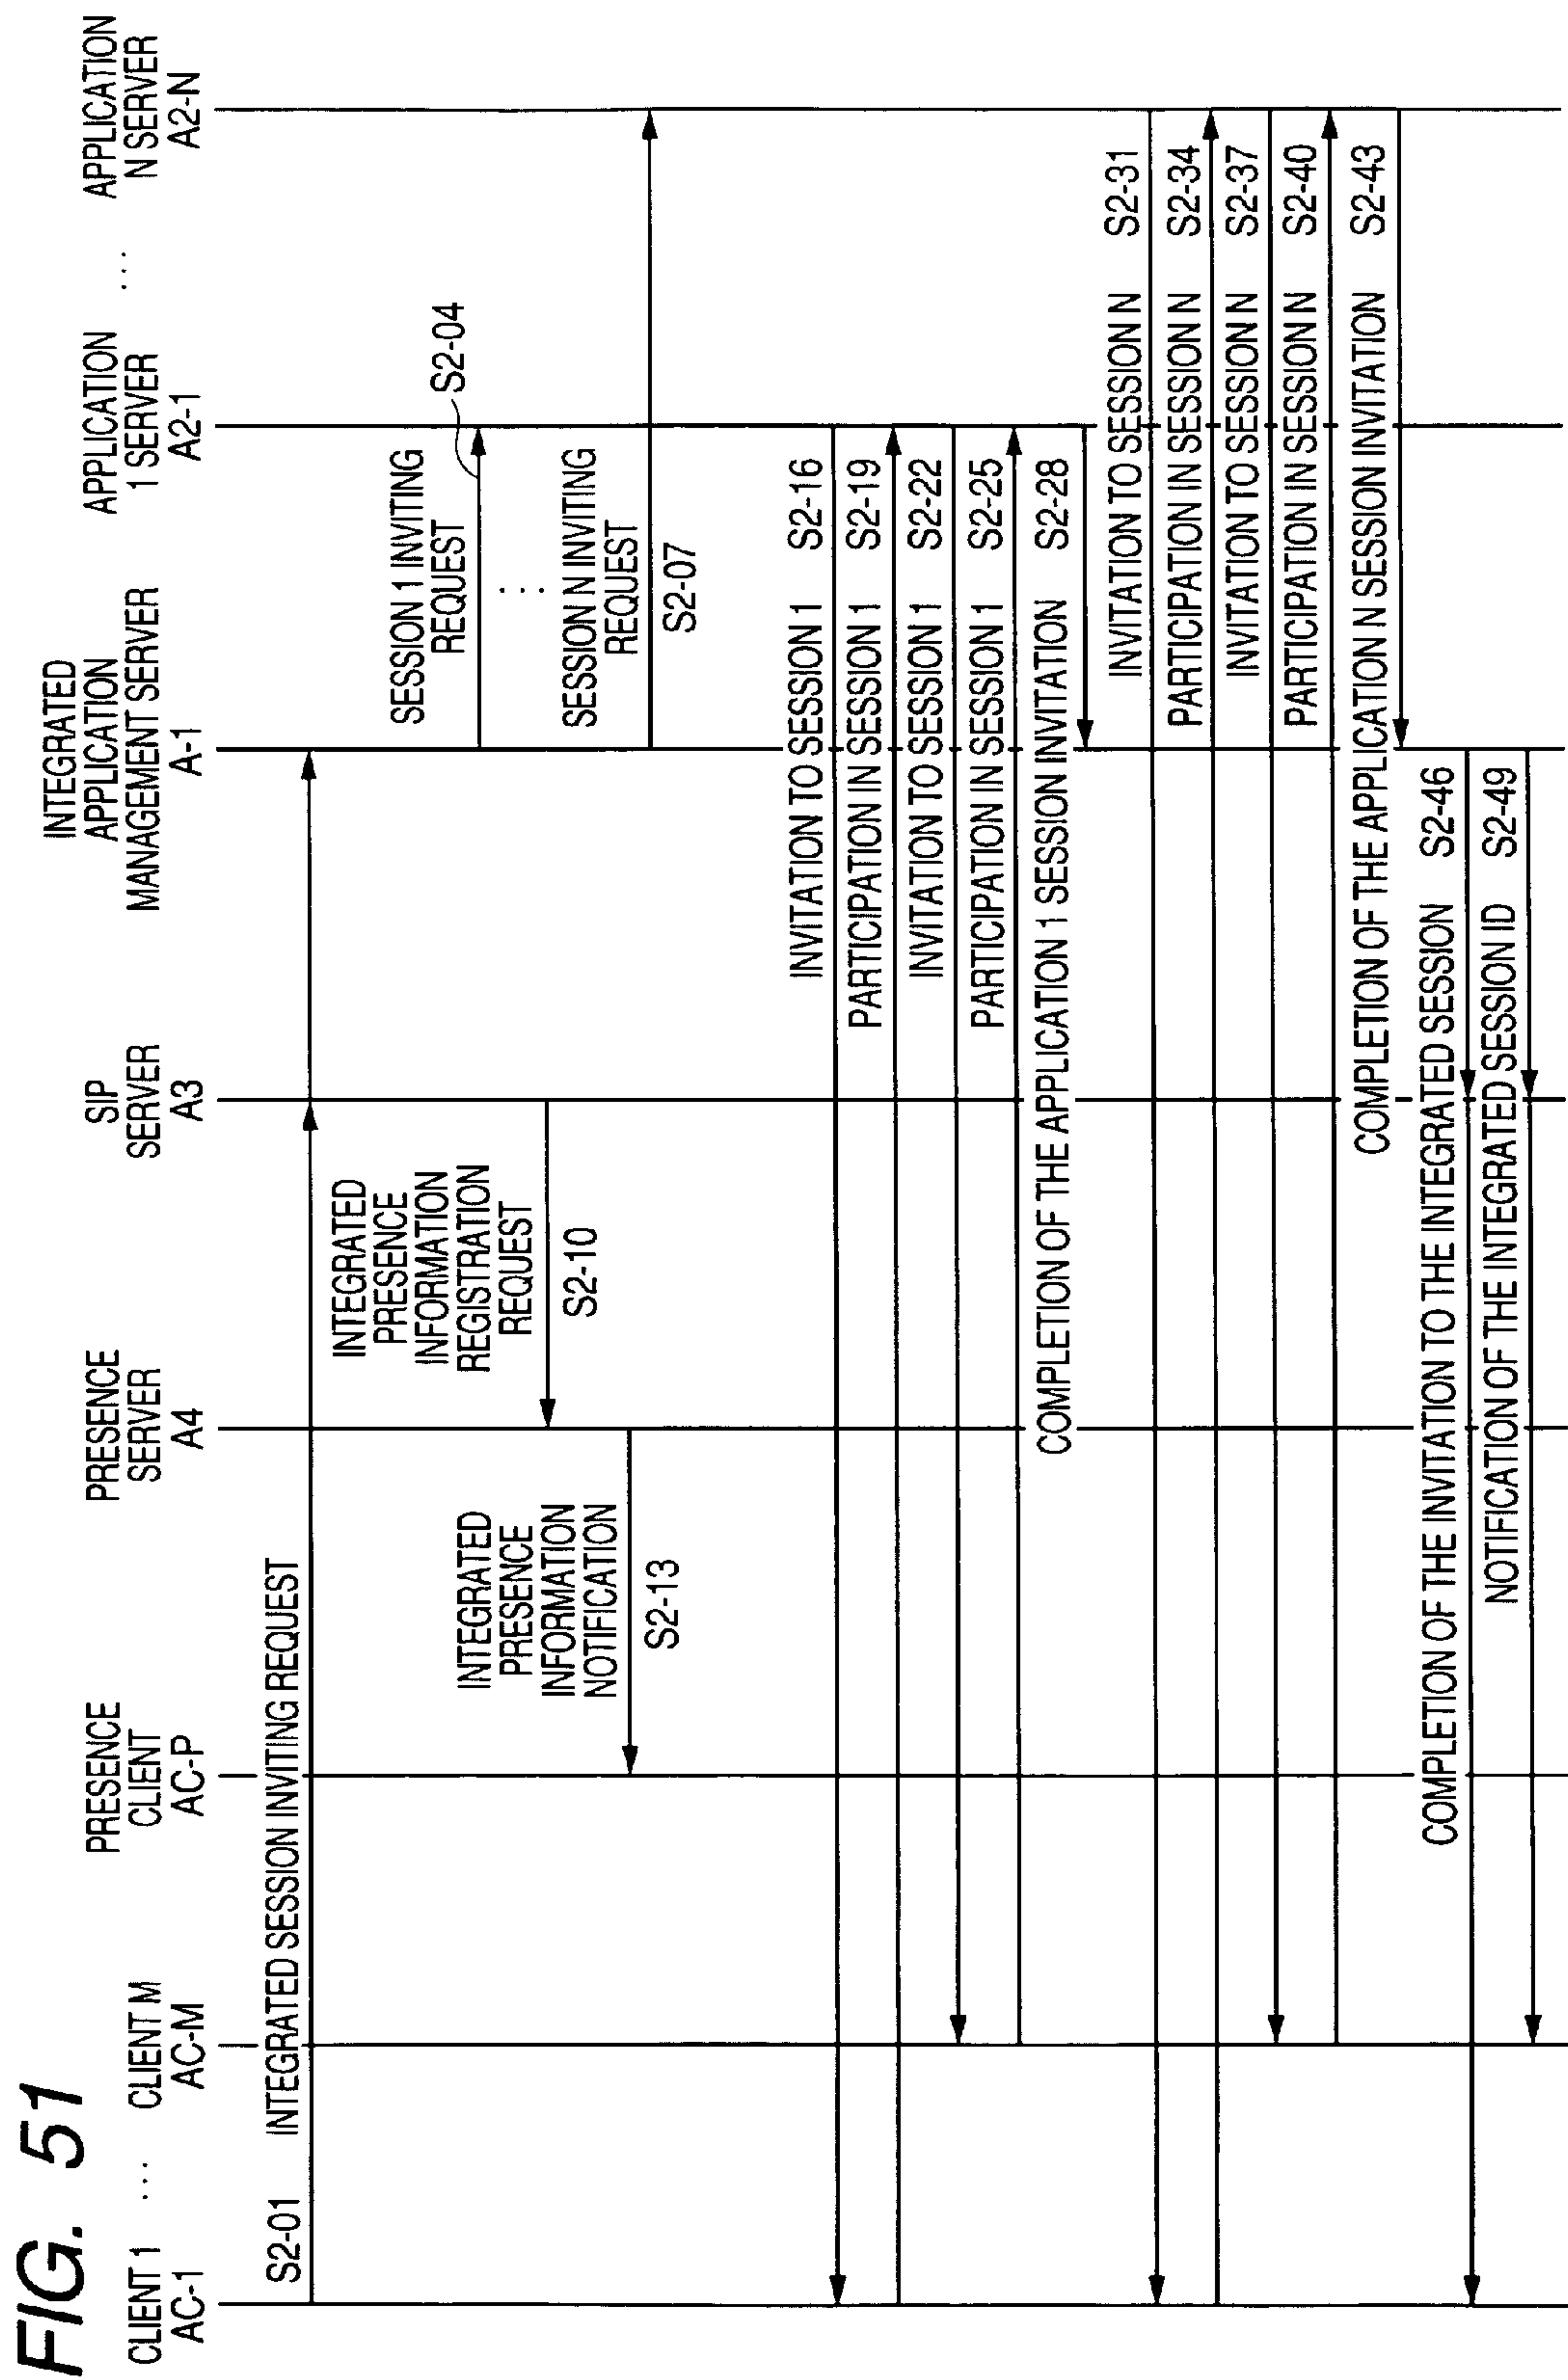 FIG. 51
CLIENT 1
AC-1
...
CLIENT M
AC-M
PRESENCE
CLIENT
AC-P
PRESENCE
SERVER
A4
SIP
SERVER
A3
INTEGRATED
APPLICATION
MANAGEMENT SERVER
A-1
APPLICATION
1 SERVER
A2-1
...
APPLICATION
N SERVER
A2-N
S2-01 INTEGRATED SESSION INVITING REQUEST
SESSION 1 INVITING
REQUEST
S2-04
...
SESSION N INVITING
REQUEST
S2-07
INTEGRATED
PRESENCE
INFORMATION
REGISTRATION
REQUEST
S2-10
INTEGRATED
PRESENCE
INFORMATION
NOTIFICATION
S2-13
INVITATION TO SESSION 1 S2-16
PARTICIPATION IN SESSION 1 S2-19
INVITATION TO SESSION 1 S2-22
PARTICIPATION IN SESSION 1 S2-25
COMPLETION OF THE APPLICATION 1 SESSION INVITATION S2-28
INVITATION TO SESSION N S2-31
PARTICIPATION IN SESSION N S2-34
INVITATION TO SESSION N S2-37
PARTICIPATION IN SESSION N S2-40
COMPLETION OF THE APPLICATION N SESSION INVITATION S2-43
COMPLETION OF THE INVITATION TO THE INTEGRATED SESSION S2-46
NOTIFICATION OF THE INTEGRATED SESSION ID S2-49